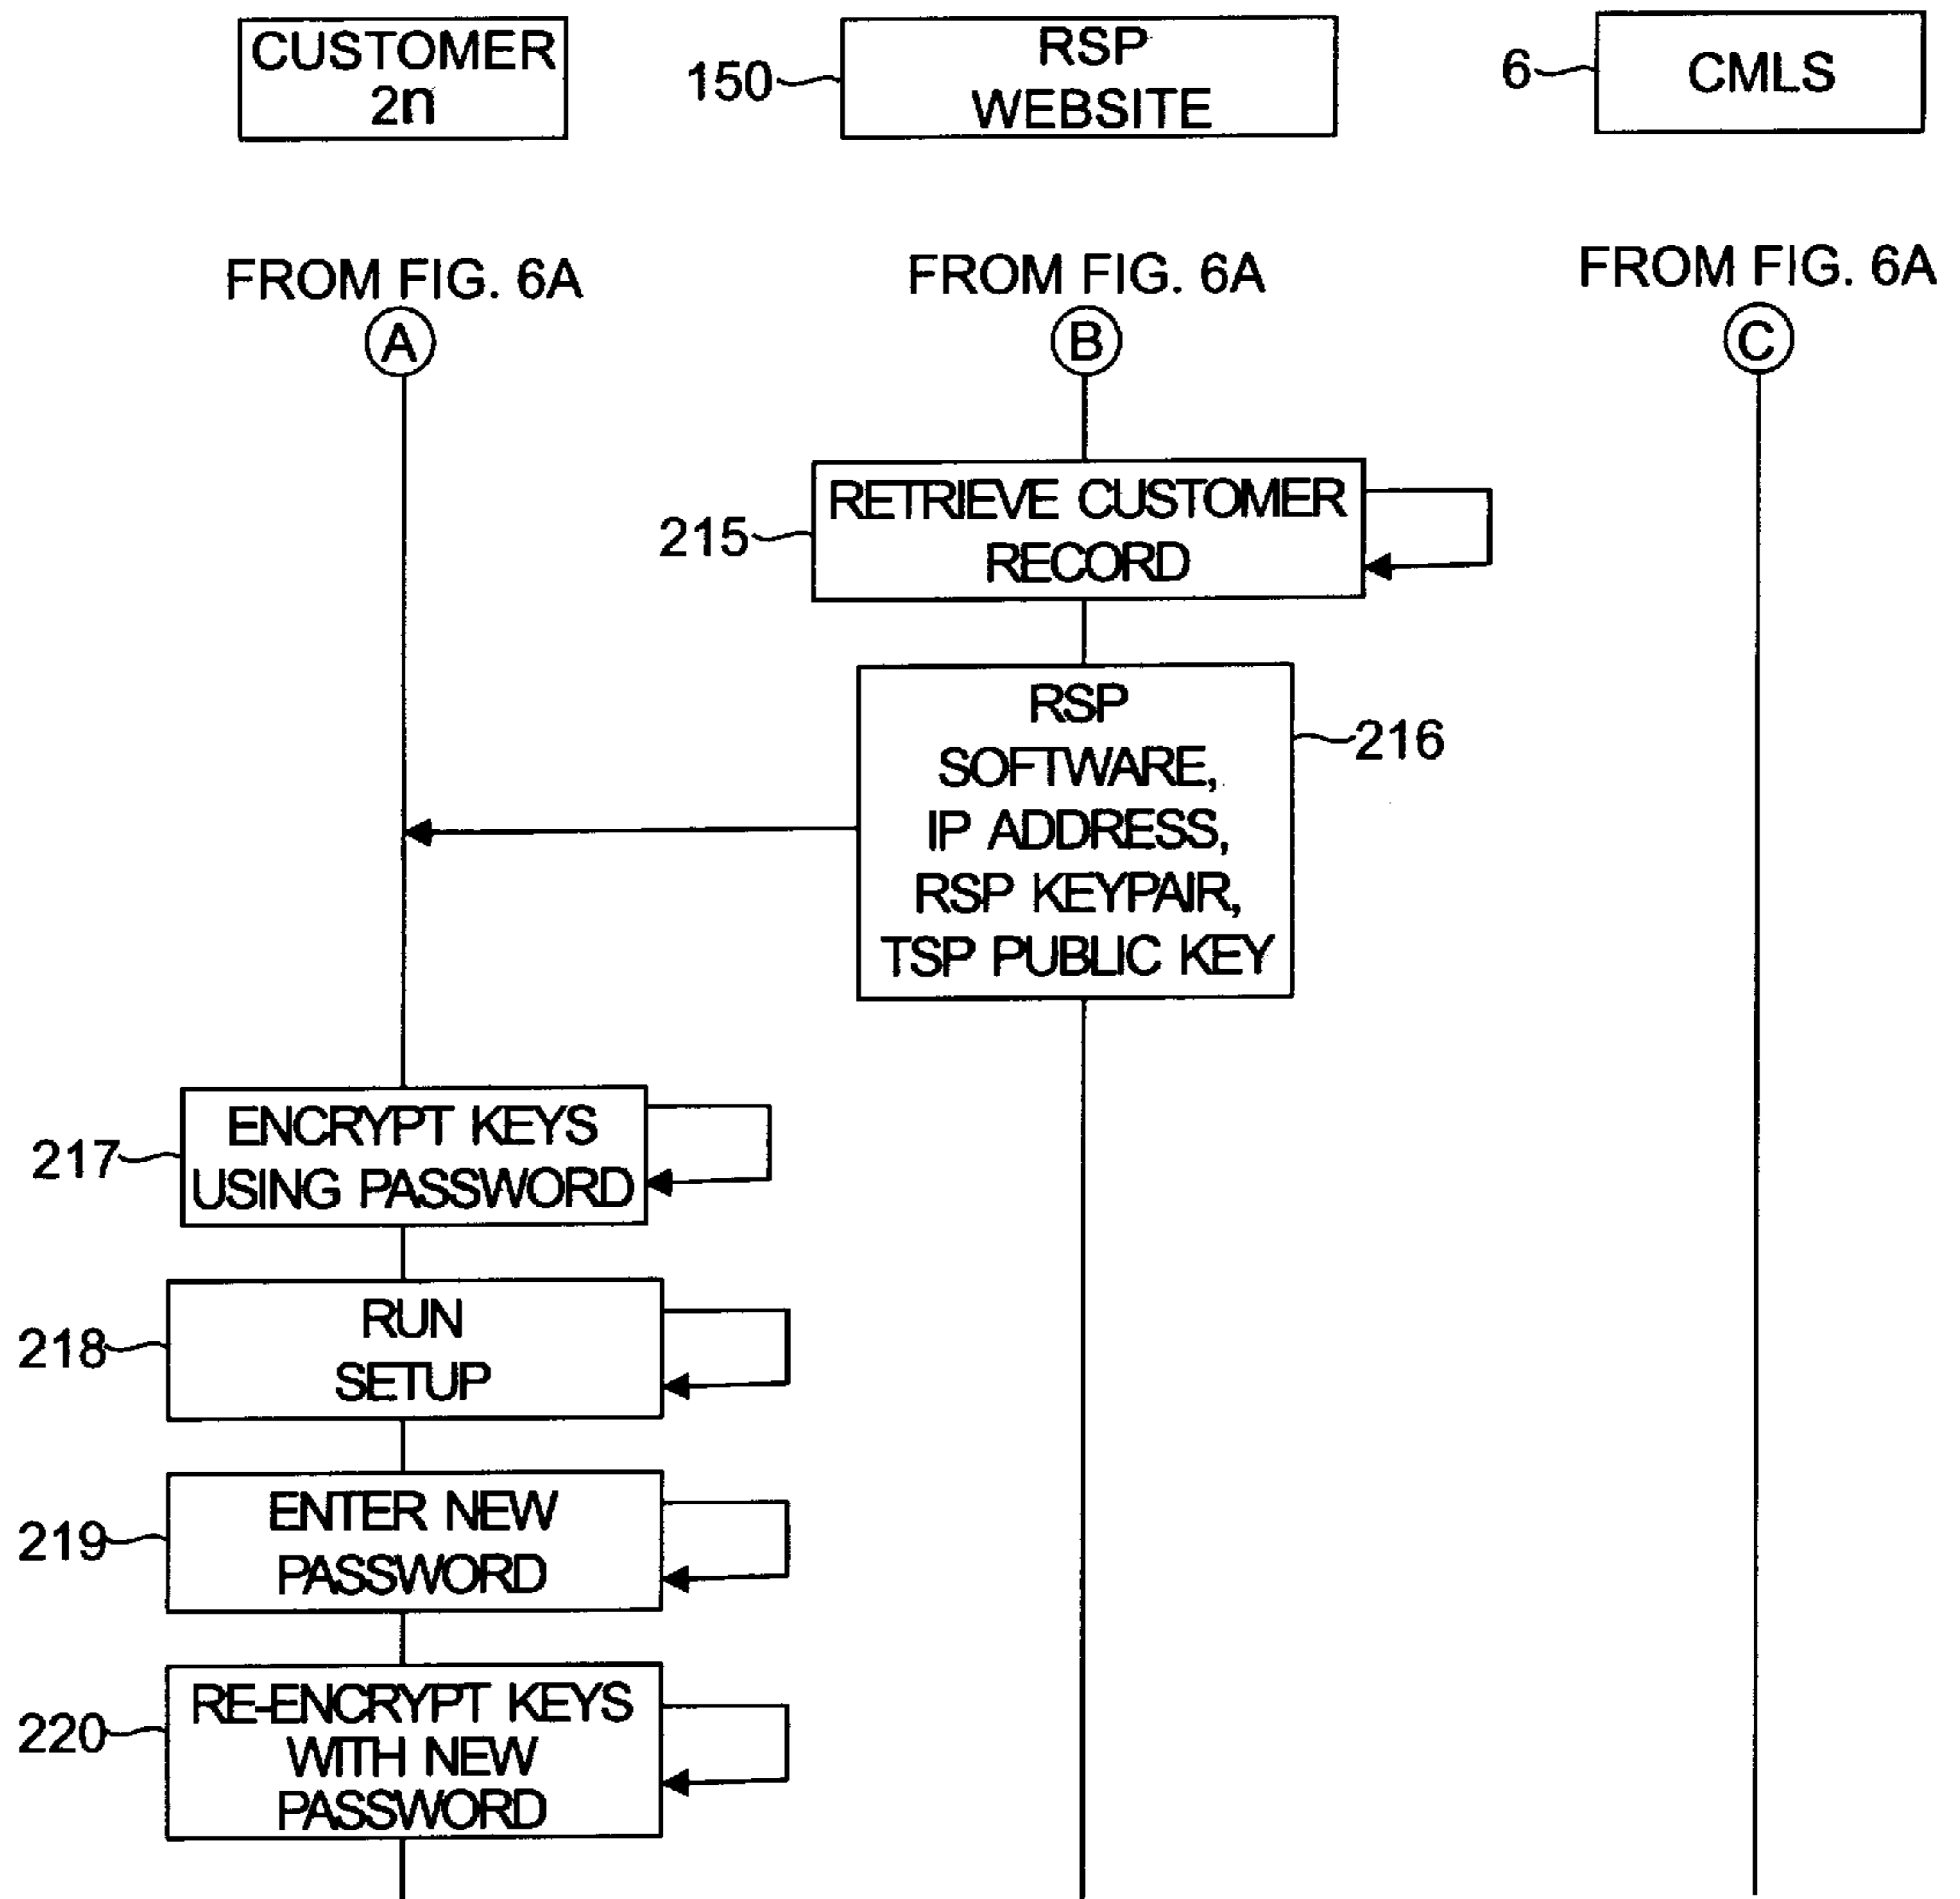 CUSTOMER
2n
150
RSP
WEBSITE
6
CMLS
FROM FIG. 6A
A
FROM FIG. 6A
B
FROM FIG. 6A
C
215
RETRIEVE CUSTOMER
RECORD
RSP
SOFTWARE,
IP ADDRESS,
RSP KEYPAIR,
TSP PUBLIC KEY
216
217
ENCRYPT KEYS
USING PASSWORD
218
RUN
SETUP
219
ENTER NEW
PASSWORD
220
RE-ENCRYPT KEYS
WITH NEW
PASSWORD